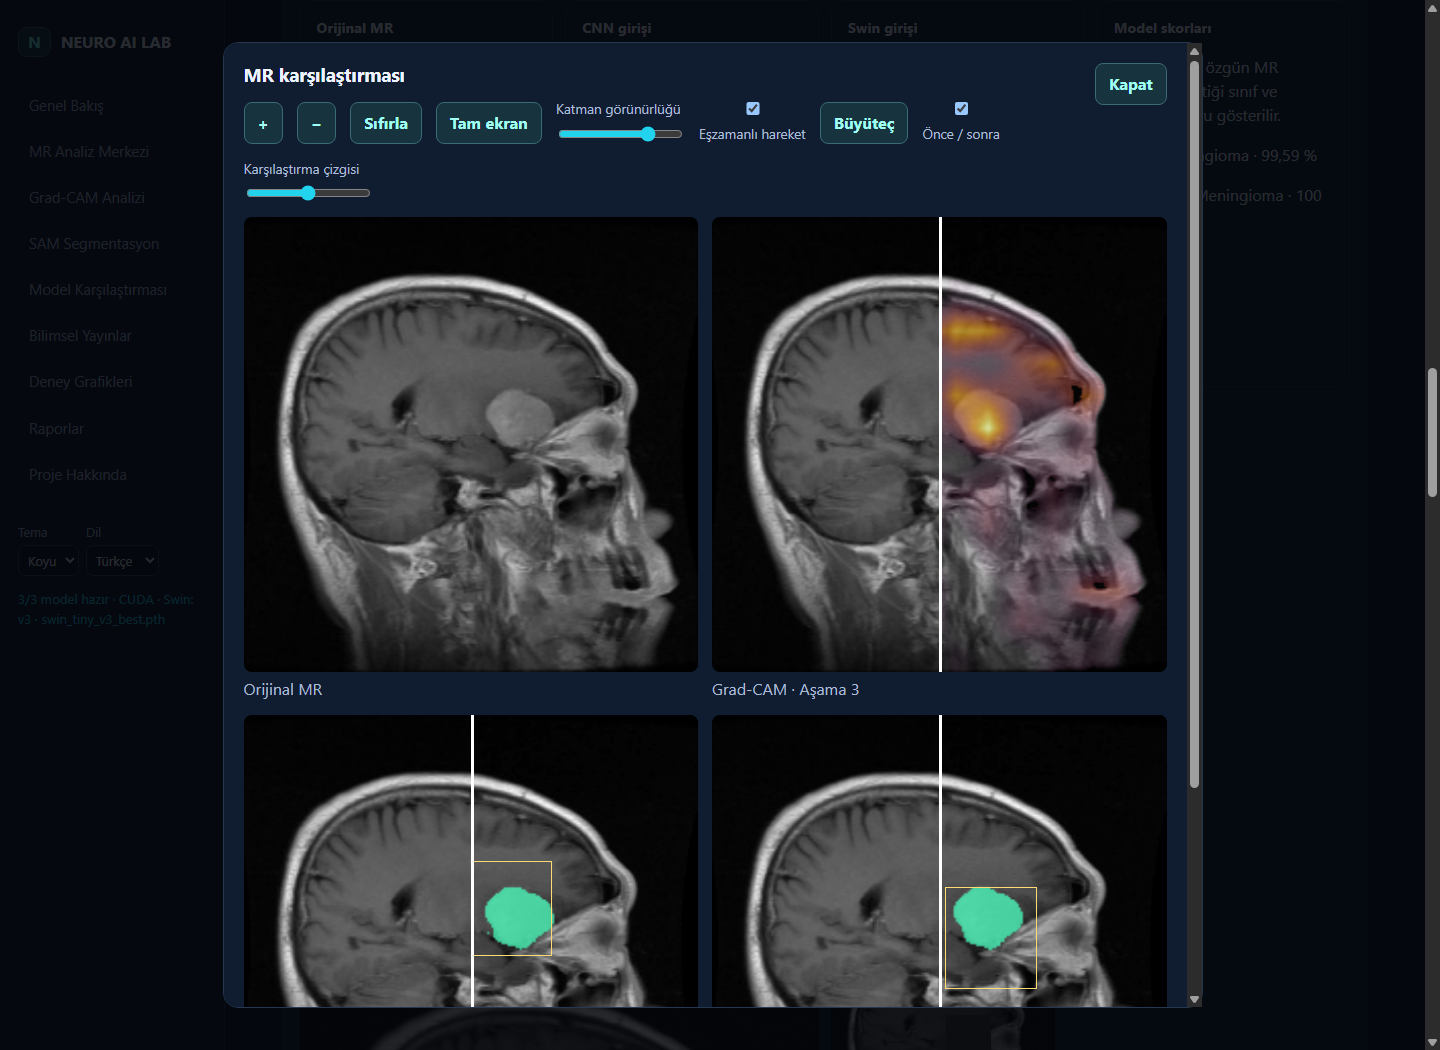 N NEURO AI LAB
Genel Bakış
MR Analiz Merkezi
Grad-CAM Analizi
SAM Segmentasyon
Model Karşılaştırması
Bilimsel Yayınlar
Deney Grafikleri
Raporlar
Proje Hakkında
Tema Dil
Koyu Türkçe
3/3 model hazır · CUDA · Swin:
v3 · swin_tiny_v3_best.pth
Orijinal MR CNN girişi Swin girişi Model skorları
özgün MR
sınıf ve
gösterilir.
· 99,59 %
Meningioma · 100
MR karşılaştırması
Kapat
+ − Sıfırla Tam ekran Katman görünürlüğü Eşzamanlı hareket Büyüteç Önce / sonra
Karşılaştırma çizgisi
Orijinal MR
Grad-CAM · Aşama 3